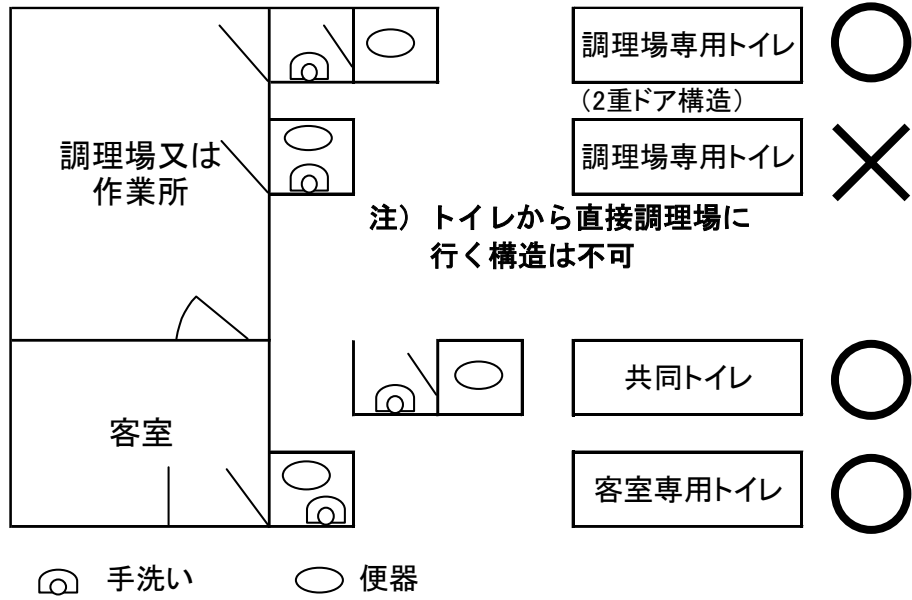 調理場専用トイレ
（2重ドア構造）
調理場又は
作業所
調理場専用トイレ
注） トイレから直接調理場に
行く構造は不可
共同トイレ
客室
客室専用トイレ
手洗い
便器